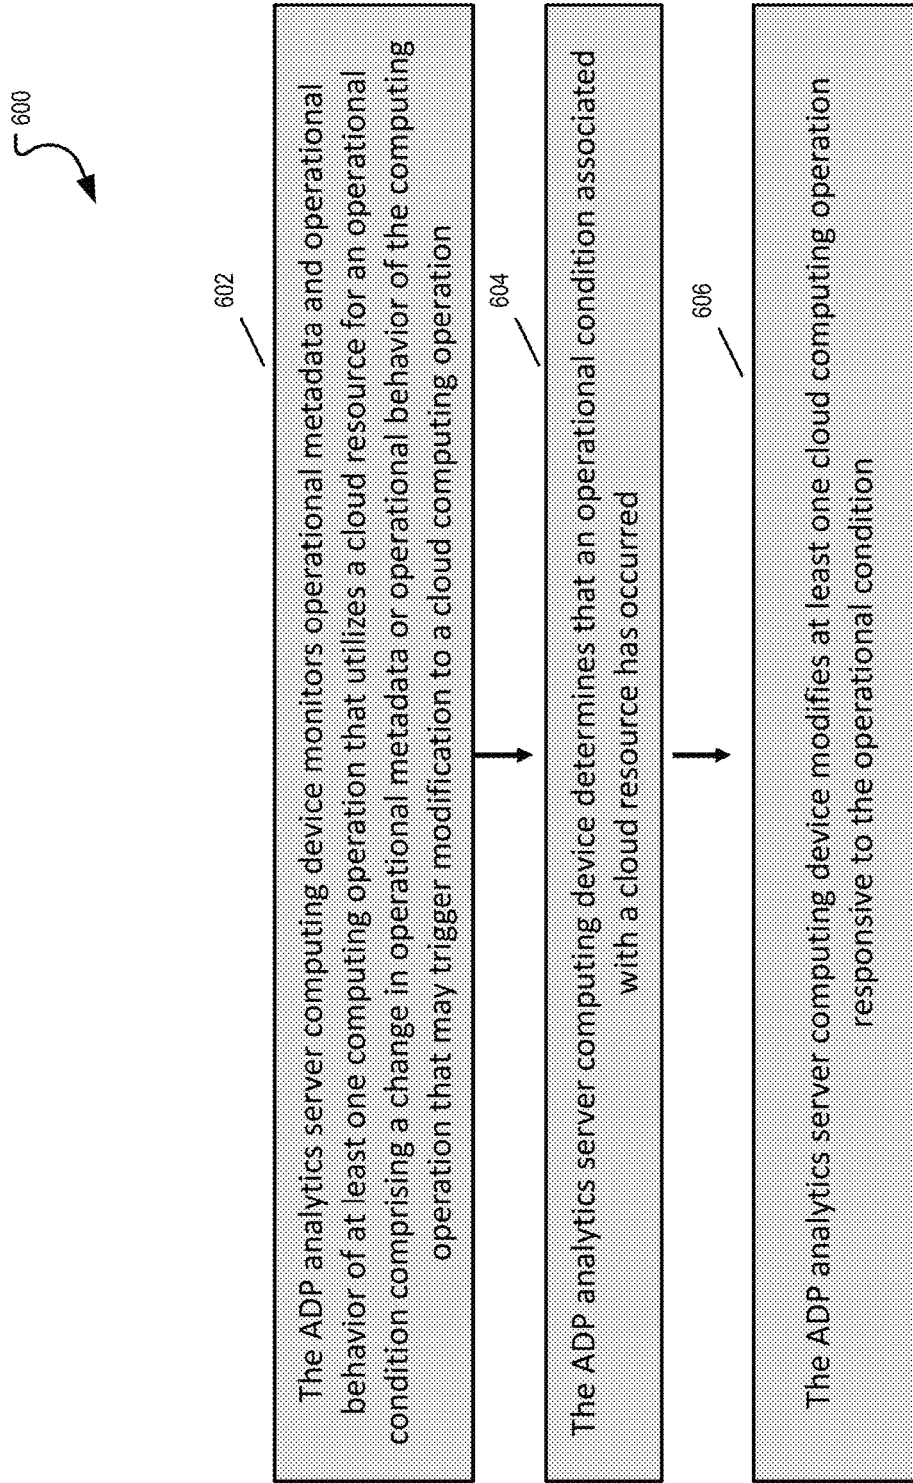 600
602
The ADP analytics server computing device monitors operational metadata and operational
behavior of at least one computing operation that utilizes a cloud resource for an operational
condition comprising a change in operational metadata or operational behavior of the computing
operation that may trigger modification to a cloud computing operation
604
The ADP analytics server computing device determines that an operational condition associated
with a cloud resource has occurred
606
The ADP analytics server computing device modifies at least one cloud computing operation
responsive to the operational condition